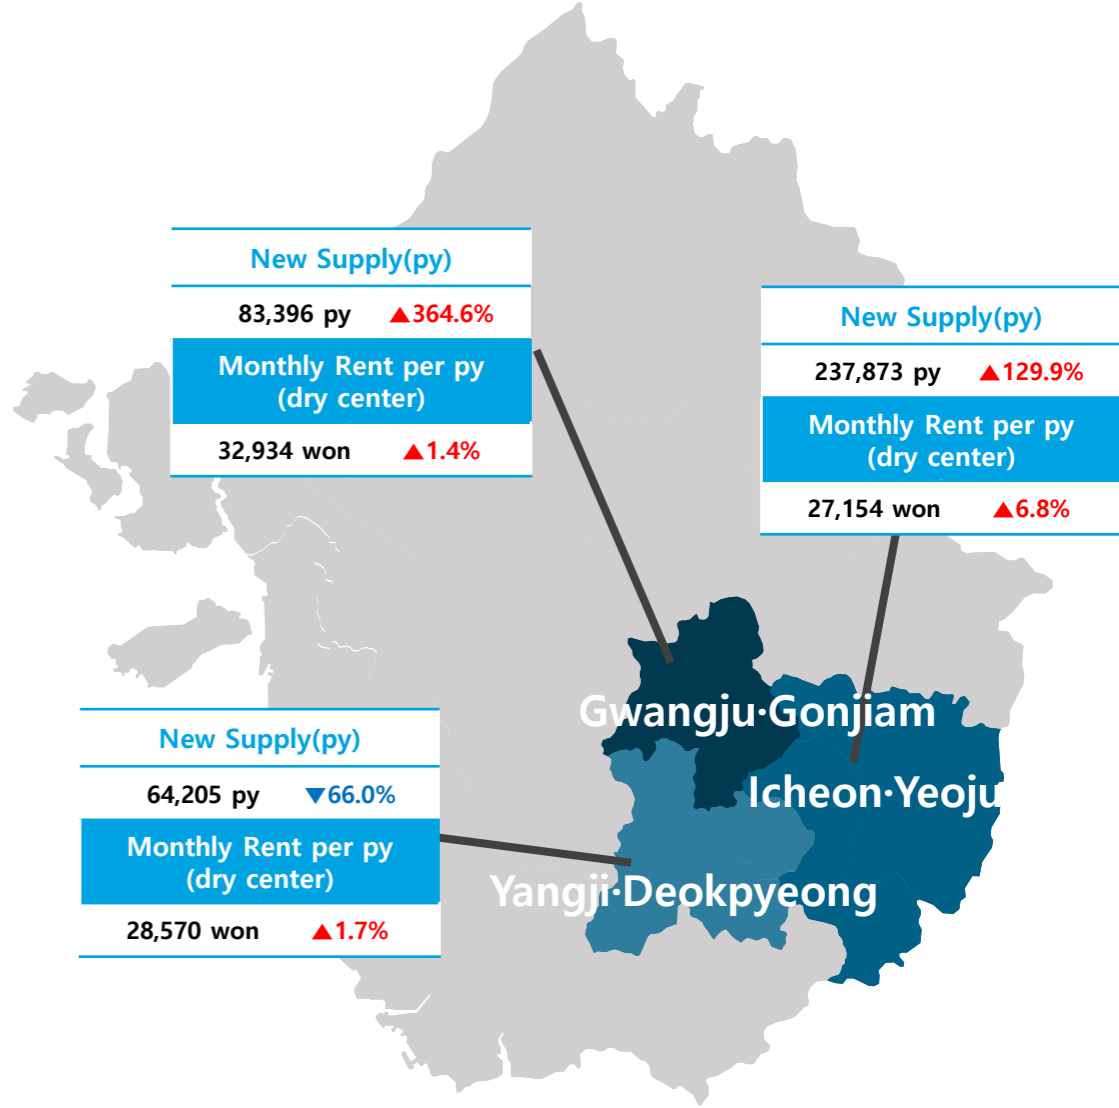 New Supply(py)
83,396 py ▲364.6%
Monthly Rent per py
(dry center)
32,934 won ▲1.4%
New Supply(py)
237,873 py ▲129.9%
Monthly Rent per py
(dry center)
27,154 won ▲6.8%
Gwangju·Gonjiam
Icheon·Yeoju
New Supply(py)
64,205 py ▼66.0%
Monthly Rent per py
(dry center)
28,570 won ▲1.7%
Yangji·Deokpyeong